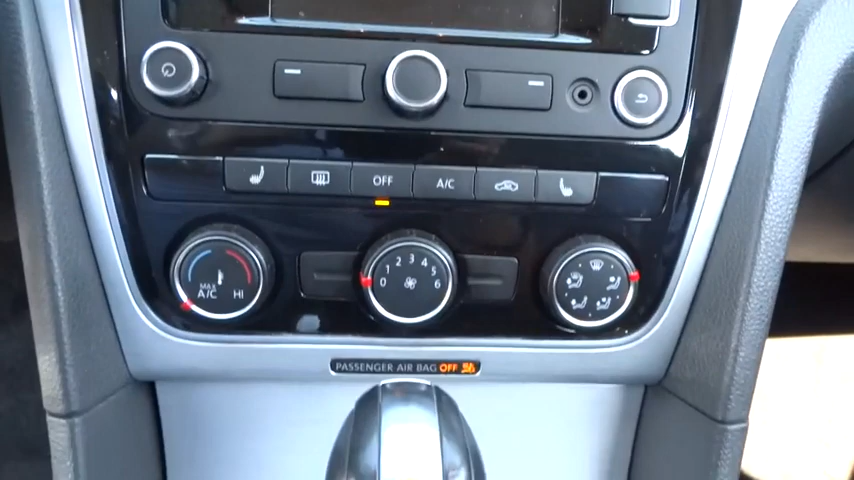 OFF A/C
1 2 3 4 5
0 6
MAX
A/C HI
PASSENGER AIR BAG OFF